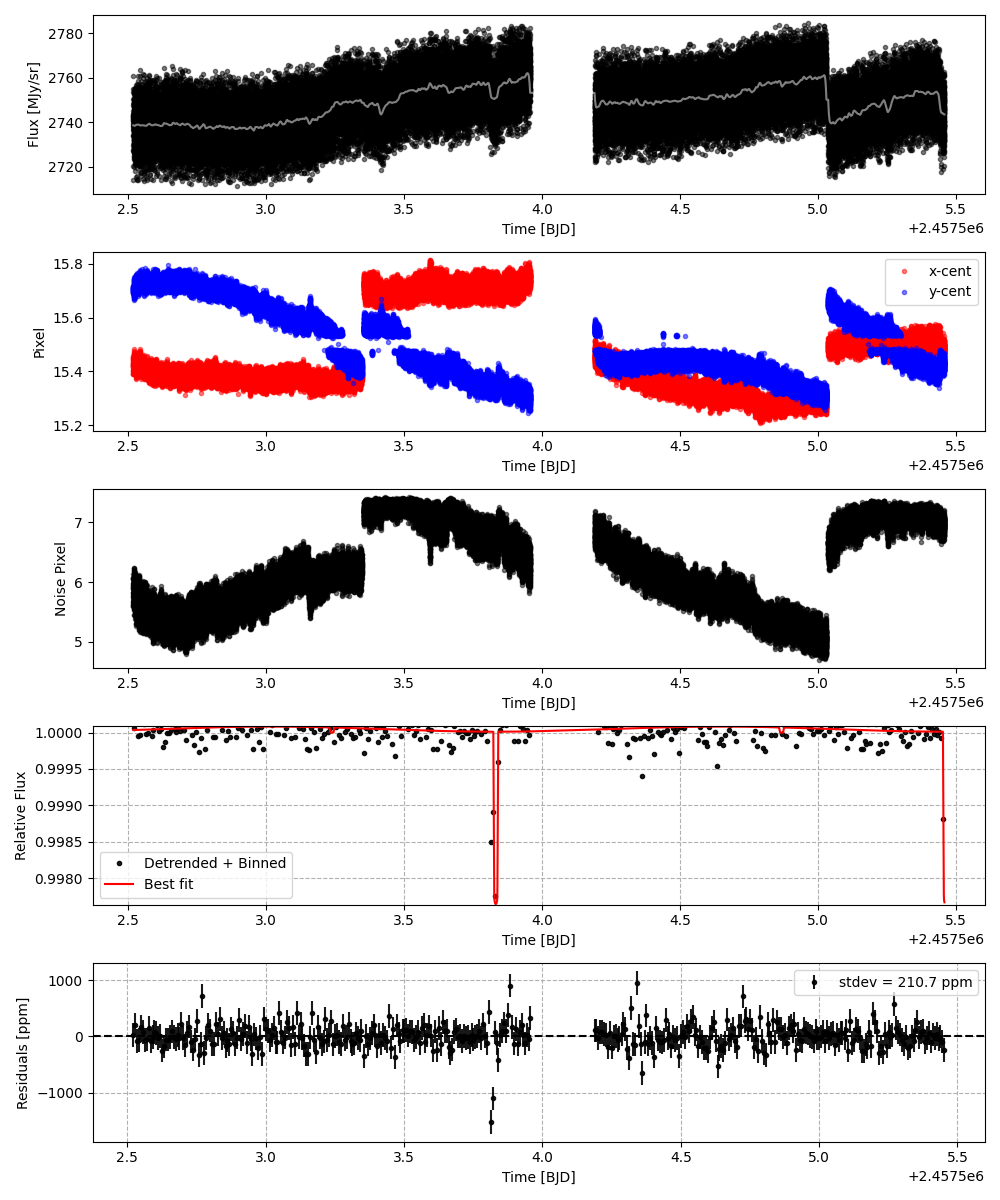 2780
2760
2740
2720
Flux [MJy/sr]
2.5 3.0 3.5 4.0 4.5 5.0 5.5
Time [BJD]
+2.4575e6
15.8
15.6
15.4
15.2
Pixel
x-cent
y-cent
2.5 3.0 3.5 4.0 4.5 5.0 5.5
Time [BJD]
+2.4575e6
7
6
5
Noise Pixel
2.5 3.0 3.5 4.0 4.5 5.0 5.5
Time [BJD]
+2.4575e6
1.0000
0.9995
0.9990
0.9985
0.9980
Relative Flux
Detrended + Binned
Best fit
2.5 3.0 3.5 4.0 4.5 5.0 5.5
Time [BJD]
+2.4575e6
1000
0
−1000
Residuals [ppm]
stdev = 210.7 ppm
2.5 3.0 3.5 4.0 4.5 5.0 5.5
Time [BJD]
+2.4575e6